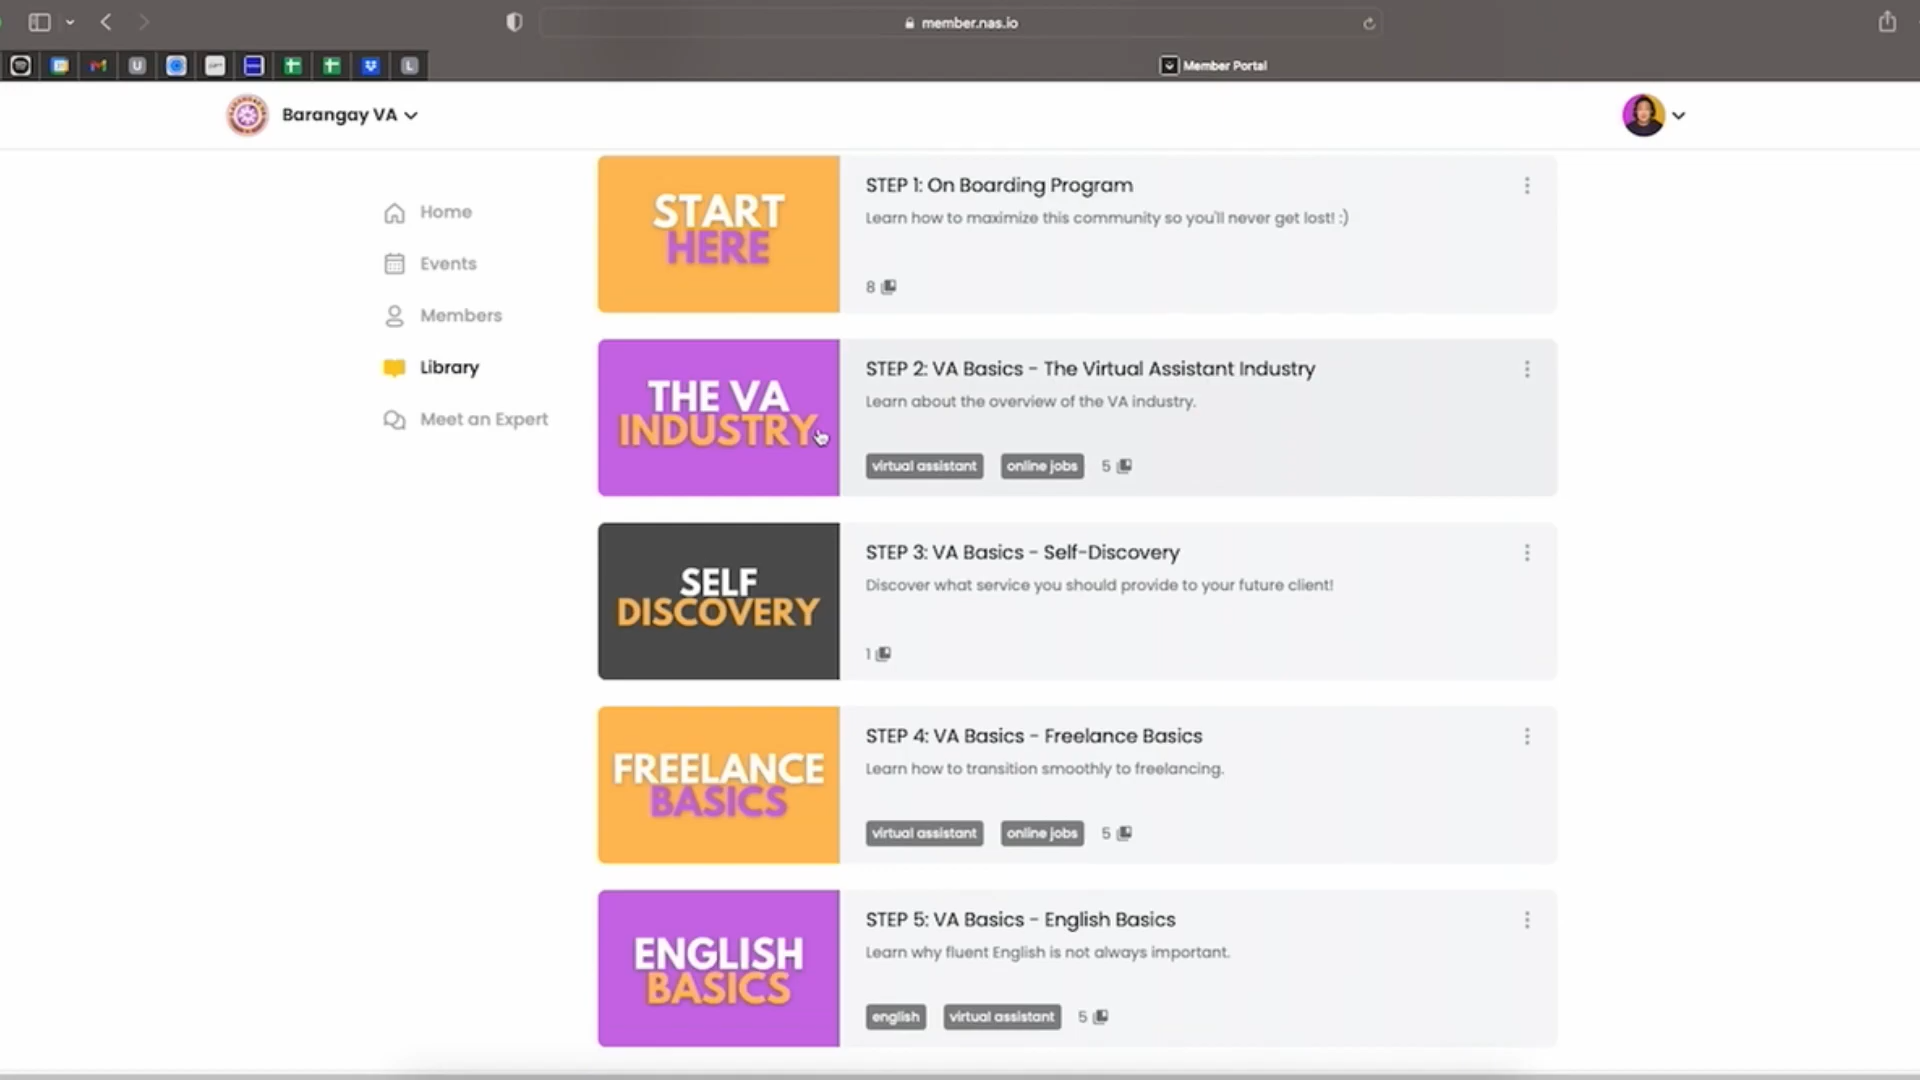 member.nas.io
Member Portal
Barangay VA
Home
Events
Members
Library
Meet an Expert
START
HERE
STEP 1: On Boarding Program
Learn how to maximize this community so you'll never get lost! :)
8
THE VA
INDUSTRY
STEP 2: VA Basics - The Virtual Assistant Industry
Learn about the overview of the VA industry.
virtual assistant online jobs 5
SELF
DISCOVERY
STEP 3: VA Basics - Self-Discovery
Discover what service you should provide to your future client!
1
FREELANCE
BASICS
STEP 4: VA Basics - Freelance Basics
Learn how to transition smoothly to freelancing.
virtual assistant online jobs 5
ENGLISH
BASICS
STEP 5: VA Basics - English Basics
Learn why fluent English is not always important.
english virtual assistant 5